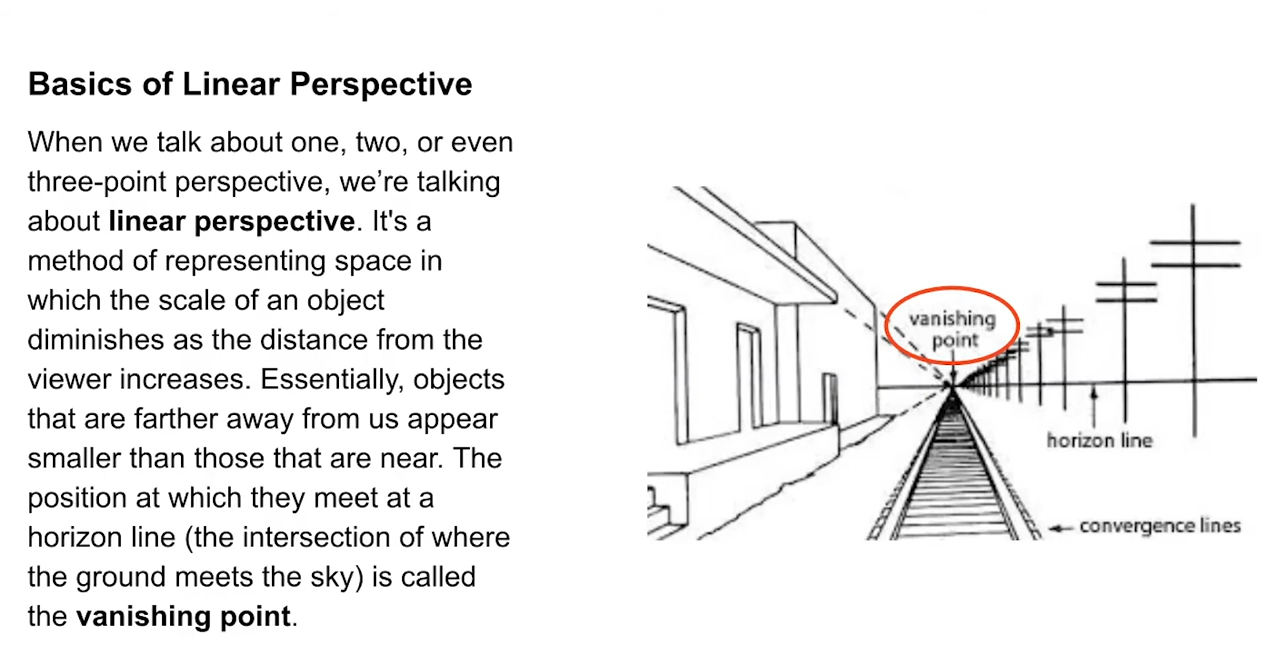 Basics of Linear Perspective
When we talk about one, two, or even
three-point perspective, we’re talking
about linear perspective. It's a
method of representing space in
which the scale of an object
diminishes as the distance from the
viewer increases. Essentially, objects
that are farther away from us appear
smaller than those that are near. The
position at which they meet at a
horizon line (the intersection of where
the ground meets the sky) is called
the vanishing point.
vanishing
point
horizon line
convergence lines